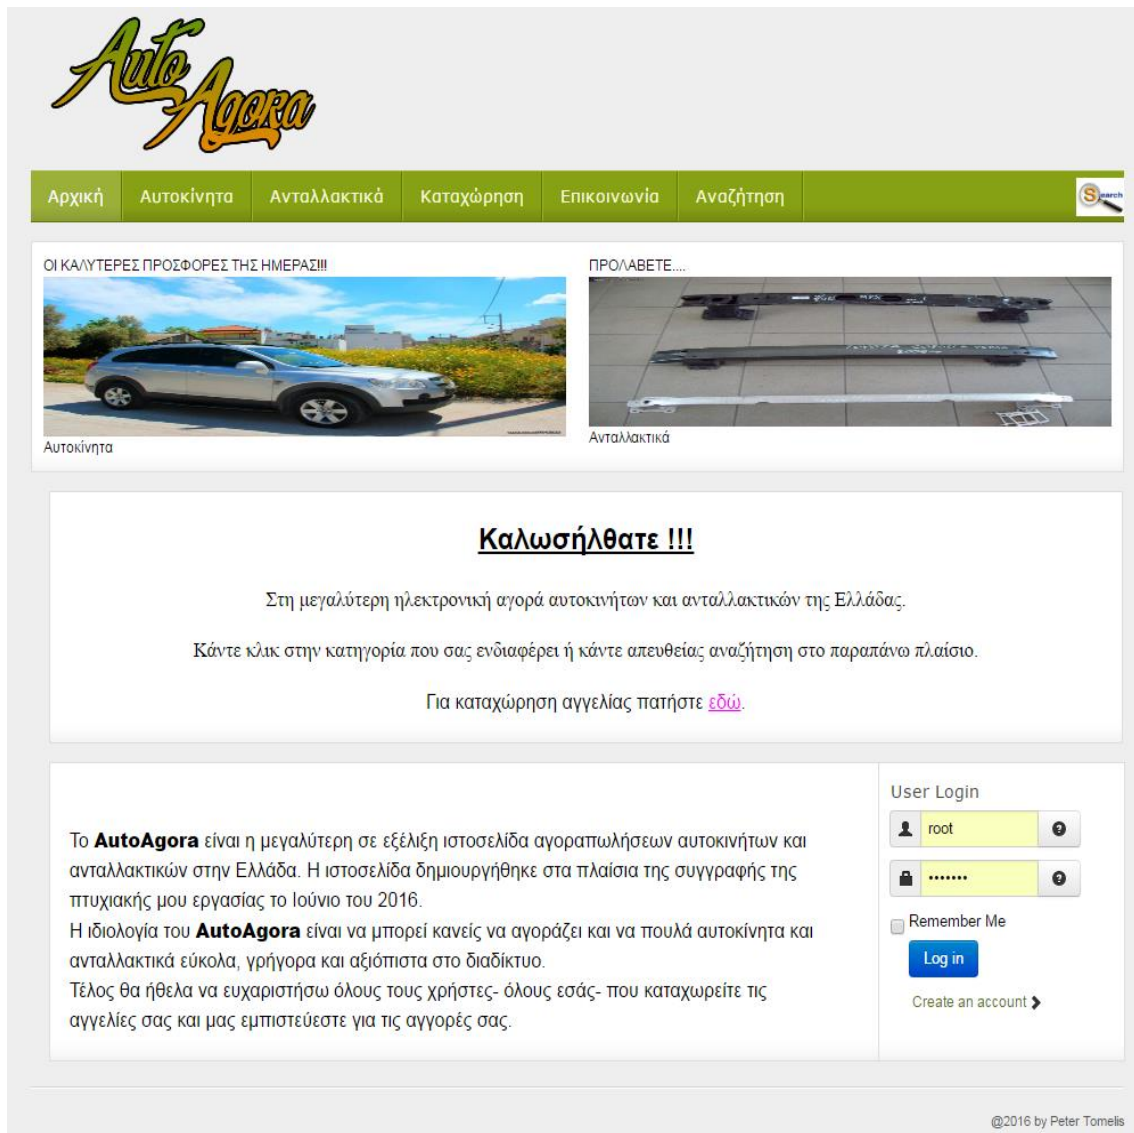 Auto
Agora
Αρχική Αυτοκίνητα Ανταλλακτικά Καταχώρηση Επικοινωνία Αναζήτηση
Search
ΟΙ ΚΑΛΥΤΕΡΕΣ ΠΡΟΣΦΟΡΕΣ ΤΗΣ ΗΜΕΡΑΣ!!!
Αυτοκίνητα
ΠΡΟΛΑΒΕΤΕ....
Ανταλλακτικά
Καλωσήλθατε !!!
Στη μεγαλύτερη ηλεκτρονική αγορά αυτοκινήτων και ανταλλακτικών της Ελλάδας.
Κάντε κλικ στην κατηγορία που σας ενδιαφέρει ή κάντε απευθείας αναζήτηση στο παραπάνω πλαίσιο.
Για καταχώρηση αγγελίας πατήστε εδώ.
Το AutoAgora είναι η μεγαλύτερη σε εξέλιξη ιστοσελίδα αγοραπωλήσεων αυτοκινήτων και
ανταλλακτικών στην Ελλάδα. Η ιστοσελίδα δημιουργήθηκε στα πλαίσια της συγγραφής της
πτυχιακής μου εργασίας το Ιούνιο του 2016.
Η ιδιολογία του AutoAgora είναι να μπορεί κανείς να αγοράζει και να πουλά αυτοκίνητα και
ανταλλακτικά εύκολα, γρήγορα και αξιόπιστα στο διαδίκτυο.
Τέλος θα ήθελα να ευχαριστήσω όλους τους χρήστες- όλους εσάς- που καταχωρείτε τις
αγγελίες σας και μας εμπιστεύεστε για τις αγγορές σας.
User Login
root
•••••••
Remember Me
Log in
Create an account
@2016 by Peter Tomelis